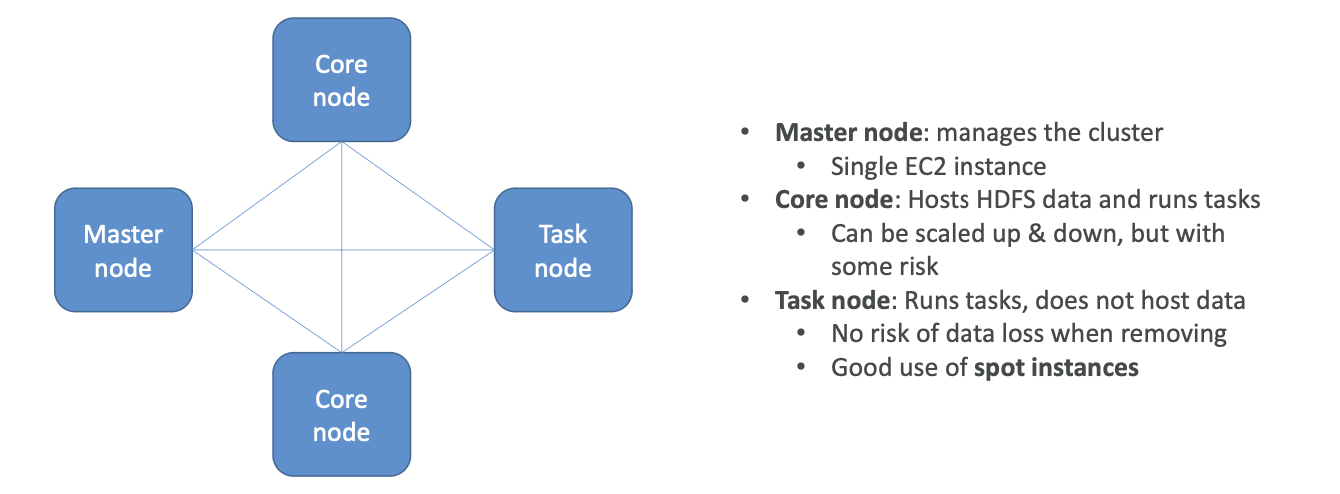 Core
node
Master
node
Task
node
Core
node
• Master node: manages the cluster
• Single EC2 instance
• Core node: Hosts HDFS data and runs tasks
• Can be scaled up & down, but with
some risk
• Task node: Runs tasks, does not host data
• No risk of data loss when removing
• Good use of spot instances